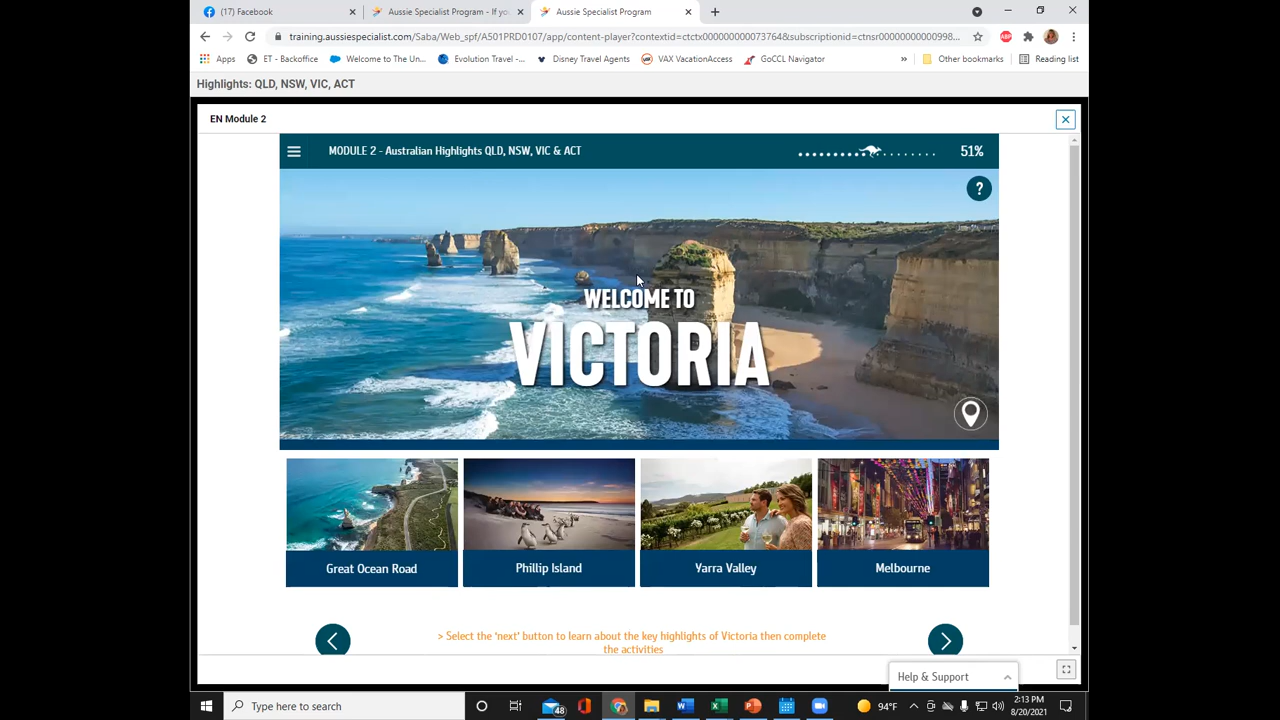 (17) Facebook
Aussie Specialist Program - If yo
Aussie Specialist Program
training.aussiespecialist.com/Saba/Web_spf/A501PRD0107/app/content-player?contextid=ctctx000000000073764&subscriptionid=ctnsr00000000000998...
ABP
Apps
ET - Backoffice
Welcome to The Un...
Evolution Travel -...
Disney Travel Agents
VAX VacationAccess
GoCCL Navigator
»
Other bookmarks
Reading list
Highlights: QLD, NSW, VIC, ACT
EN Module 2
MODULE 2 - Australian Highlights QLD, NSW, VIC & ACT
51%
?
WELCOME TO
VICTORIA
Great Ocean Road
Phillip Island
Yarra Valley
Melbourne
> Select the 'next' button to learn about the key highlights of Victoria then complete
the activities
Help & Support
Type here to search
48
94°F
2:13 PM
8/20/2021